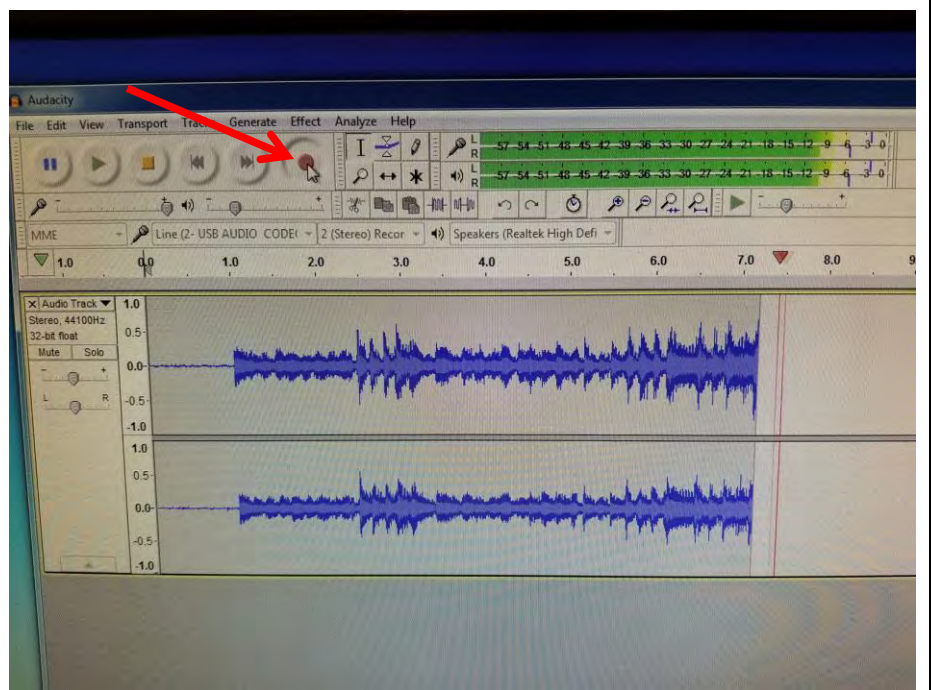 Audacity
File Edit View Transport Tracks Generate Effect Analyze Help
L
R
-57 -54 -51 -48 -45 -42 -39 -36 -33 -30 -27 -24 -21 -18 -15 -12 -9 -6 -3 0
L
R
-57 -54 -51 -48 -45 -42 -39 -36 -33 -30 -27 -24 -21 -18 -15 -12 -9 -6 -3 0
MME Line (2- USB AUDIO CODEC 2 (Stereo) Recor Speakers (Realtek High Defi
1.0 0.0 1.0 2.0 3.0 4.0 5.0 6.0 7.0 8.0 9
X Audio Track 1.0
Stereo, 44100Hz
32-bit float
0.5
Mute Solo
0.0
- +
L R
-0.5
-1.0
1.0
0.5
0.0
-0.5
-1.0